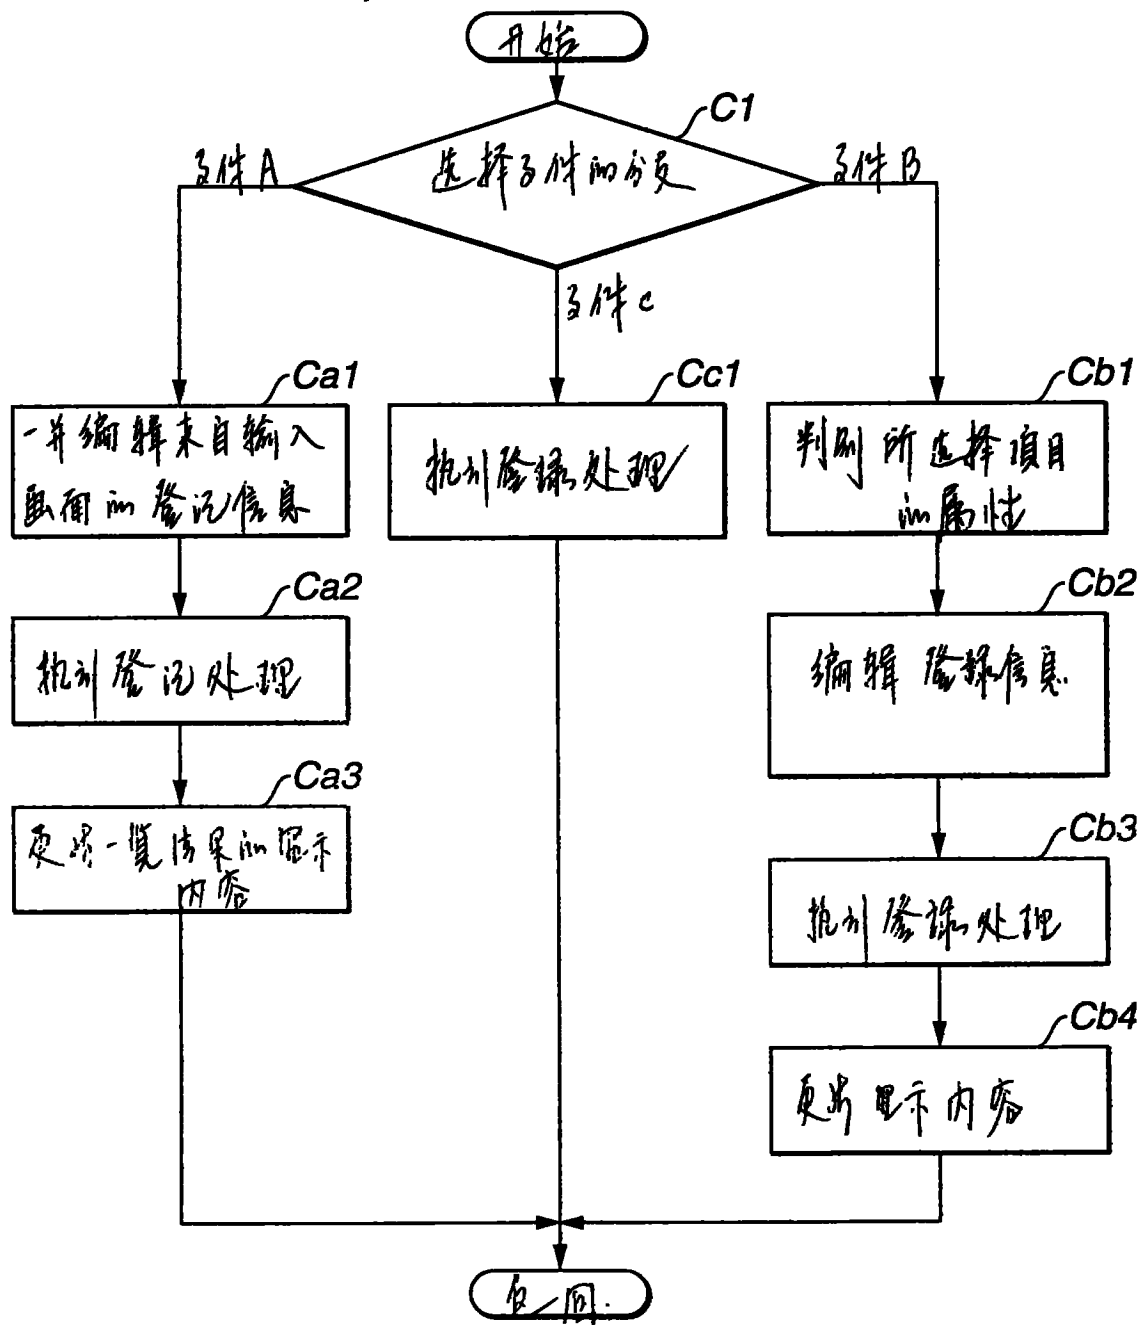 开始
C1
选择子件的分支
子件A
子件B
子件C
Ca1
一并编辑来自输入
画面的登记信息
Cc1
执行登录处理
Cb1
判别所选择项目
的属性
Ca2
执行登记处理
Cb2
编辑登录信息
Ca3
更新一览结果的显示
内容
Cb3
执行登录处理
Cb4
更新显示内容
返回